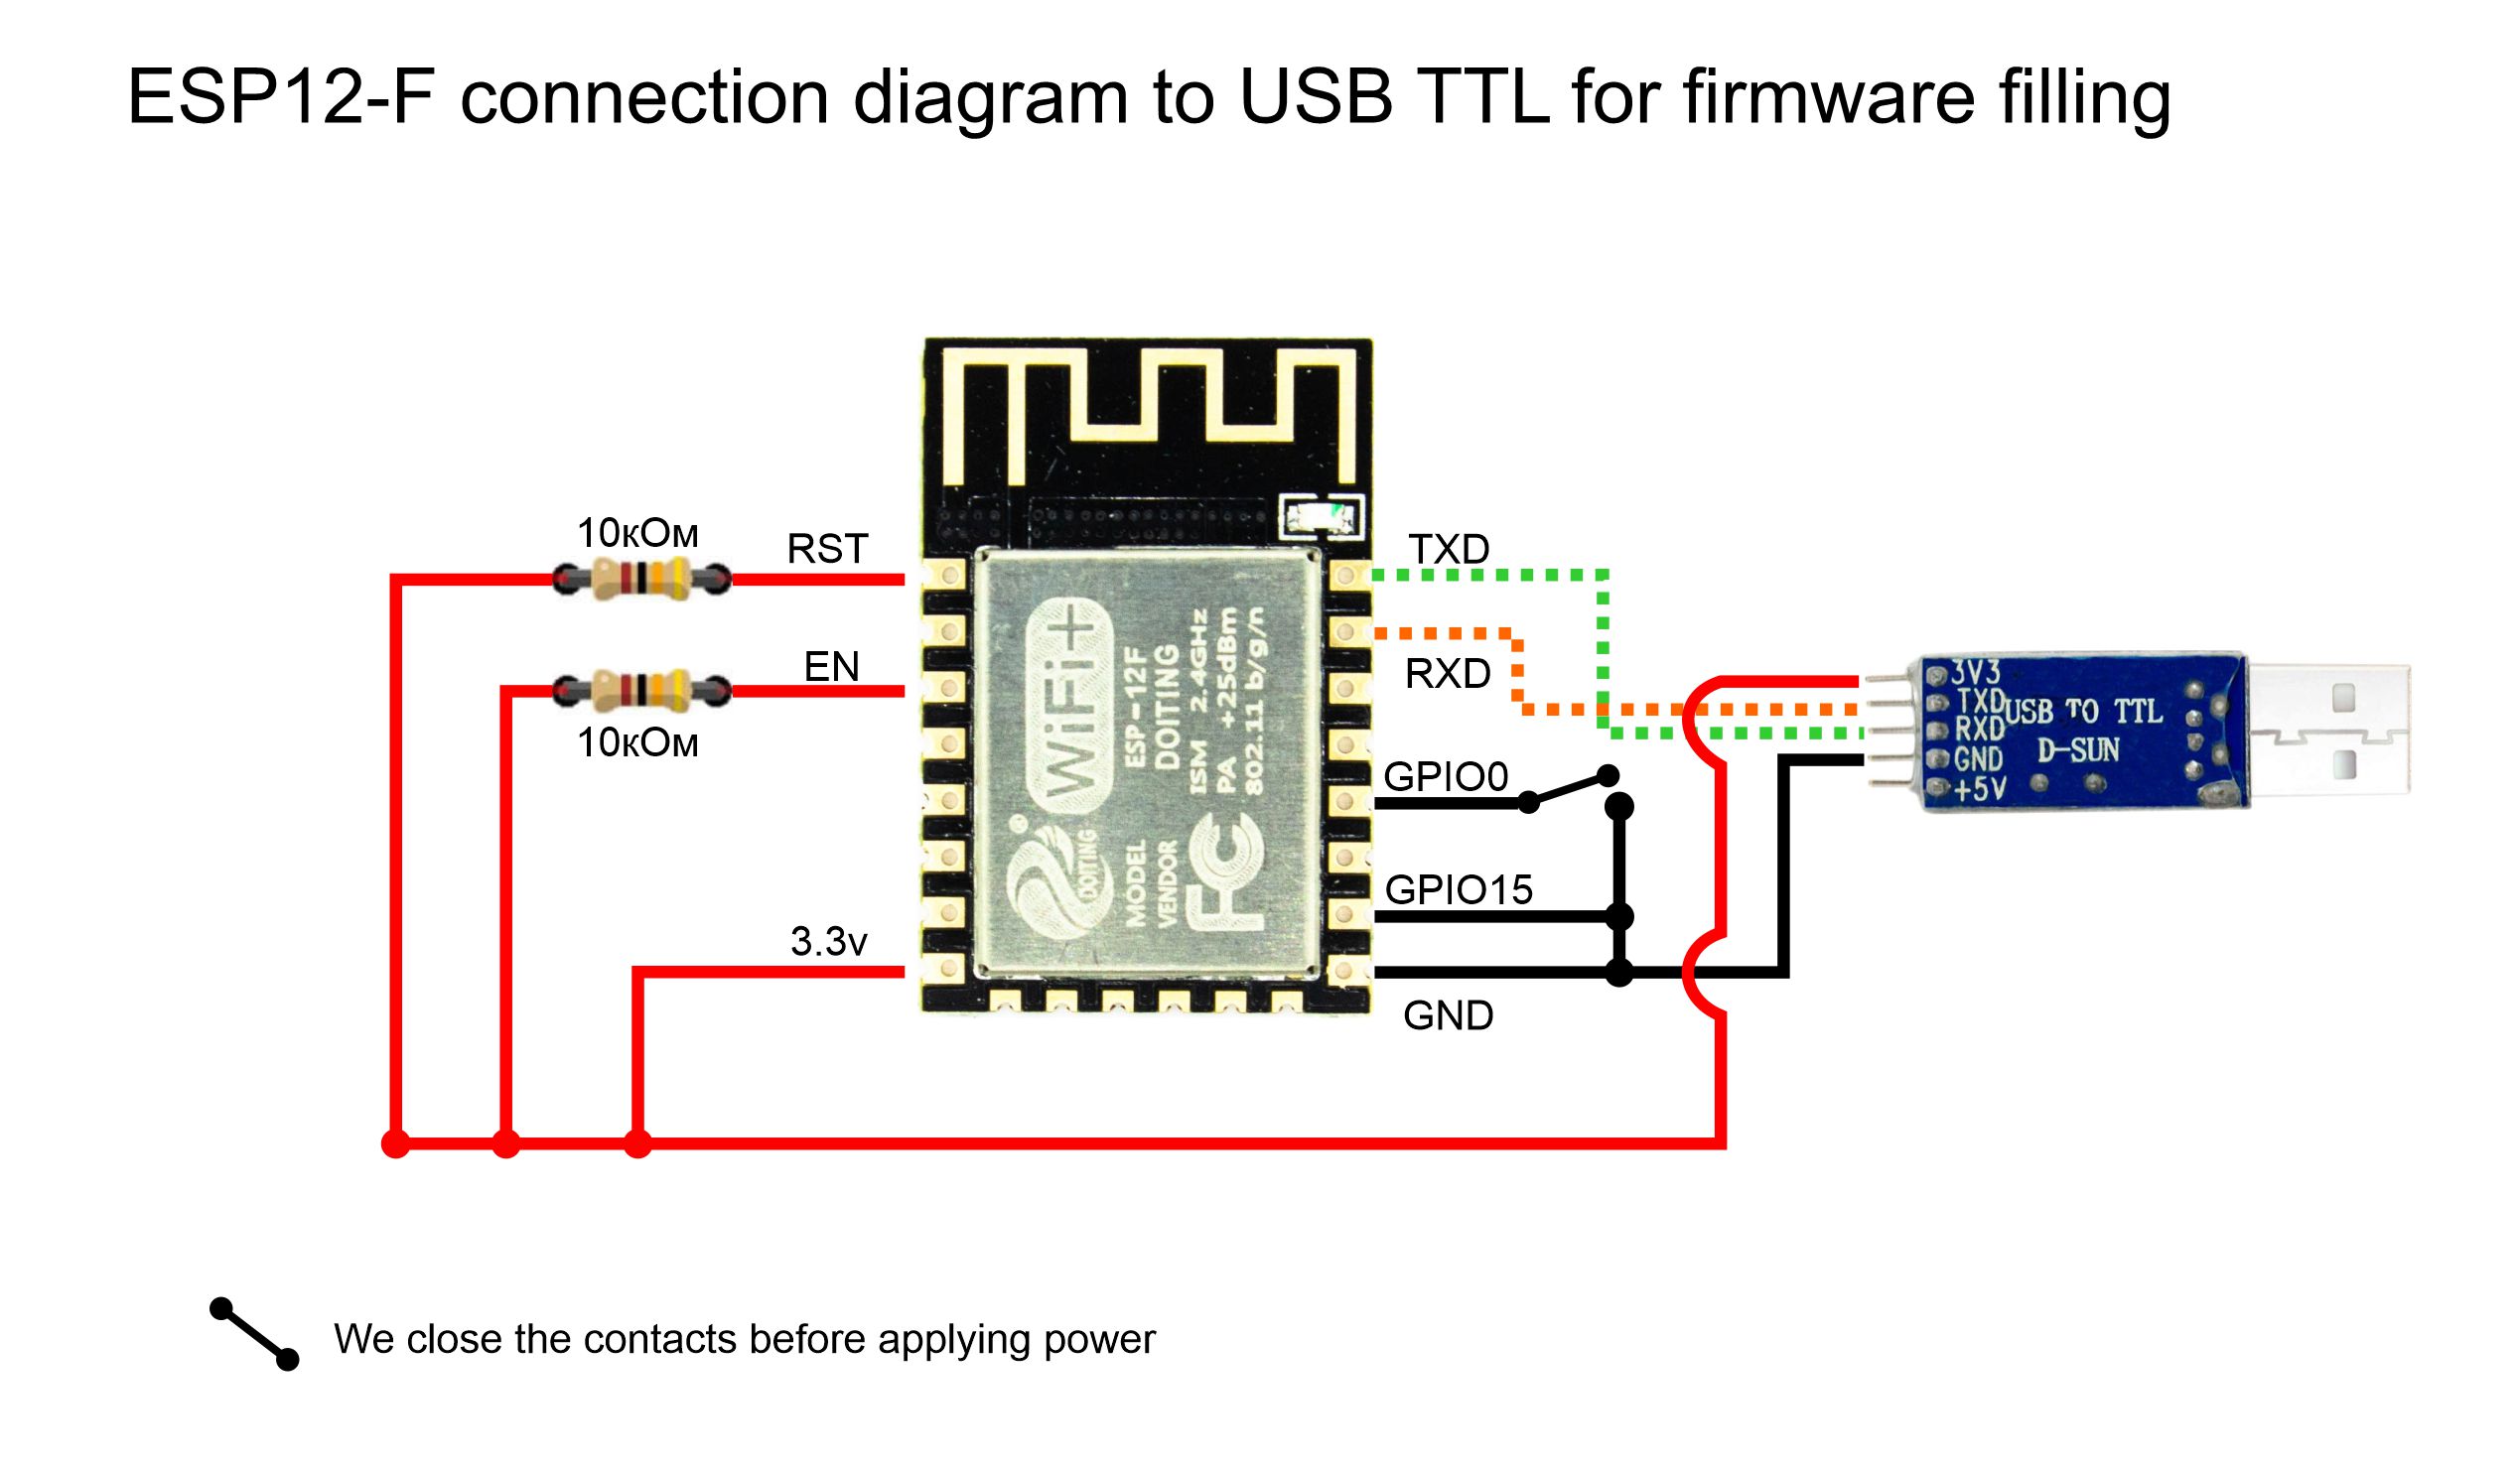 ESP12-F connection diagram to USB TTL for firmware filling
10кОм
RST
EN
10кОм
3.3v
WiFi+
ESP-12F
DOITING
ISM 2.4GHz
PA +25dBm
802.11 b/g/n
DOITING
MODEL
VENDOR
FC
TXD
RXD
GPIO0
GPIO15
GND
3V3
TXD
RXD
GND
+5V
USB TO TTL
D-SUN
We close the contacts before applying power